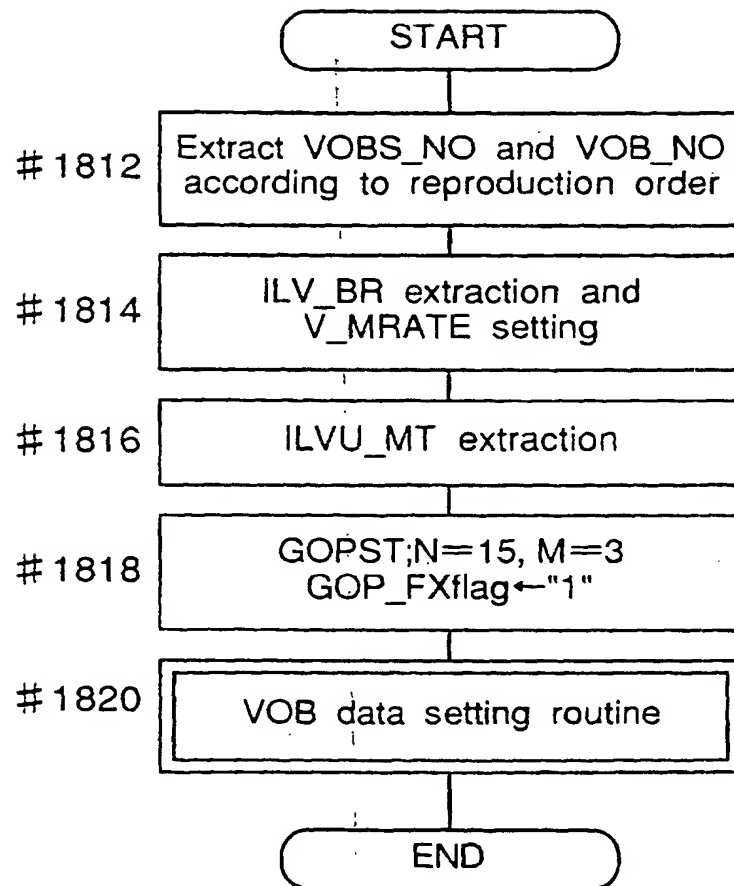 START
#1812
Extract VOBS_NO and VOB_NO
according to reproduction order
#1814
ILV_BR extraction and
V_MRATE setting
#1816
ILVU_MT extraction
#1818
GOPST;N=15, M=3
GOP_FXflag←"1"
#1820
VOB data setting routine
END